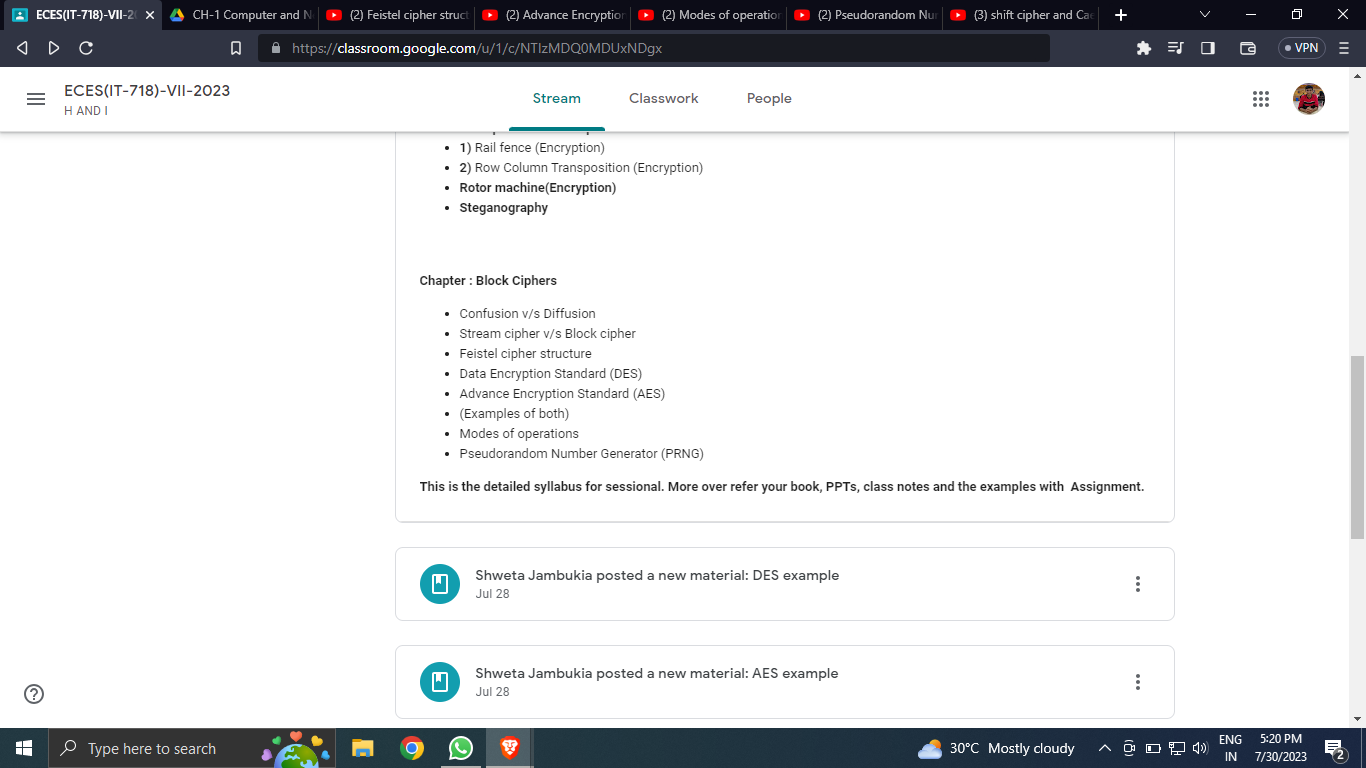 ECES(IT-718)-VII-20
CH-1 Computer and N
(2) Feistel cipher struct
(2) Advance Encryption
(2) Modes of operation
(2) Pseudorandom Nu
(3) shift cipher and Cae
https://classroom.google.com/u/1/c/NTIzMDQ0MDUxNDgx
VPN
ECES(IT-718)-VII-2023
H AND I
Stream
Classwork
People
1) Rail fence (Encryption)
2) Row Column Transposition (Encryption)
Rotor machine(Encryption)
Steganography
Chapter : Block Ciphers
Confusion v/s Diffusion
Stream cipher v/s Block cipher
Feistel cipher structure
Data Encryption Standard (DES)
Advance Encryption Standard (AES)
(Examples of both)
Modes of operations
Pseudorandom Number Generator (PRNG)
This is the detailed syllabus for sessional. More over refer your book, PPTs, class notes and the examples with Assignment.
Shweta Jambukia posted a new material: DES example
Jul 28
Shweta Jambukia posted a new material: AES example
Jul 28
Type here to search
30°C Mostly cloudy
ENG
IN
5:20 PM
7/30/2023
2